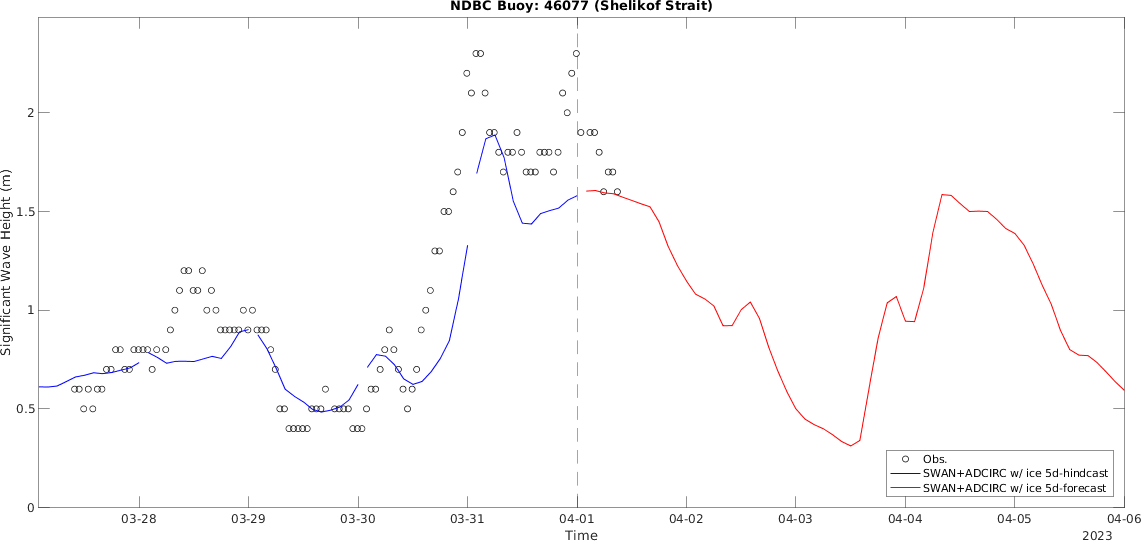 NDBC Buoy: 46077 (Shelikof Strait)
Significant Wave Height (m)
2
1.5
1
0.5
0
Obs.
SWAN+ADCIRC w/ ice 5d-hindcast
SWAN+ADCIRC w/ ice 5d-forecast
03-28 03-29 03-30 03-31 04-01 04-02 04-03 04-04 04-05 04-06
Time
2023